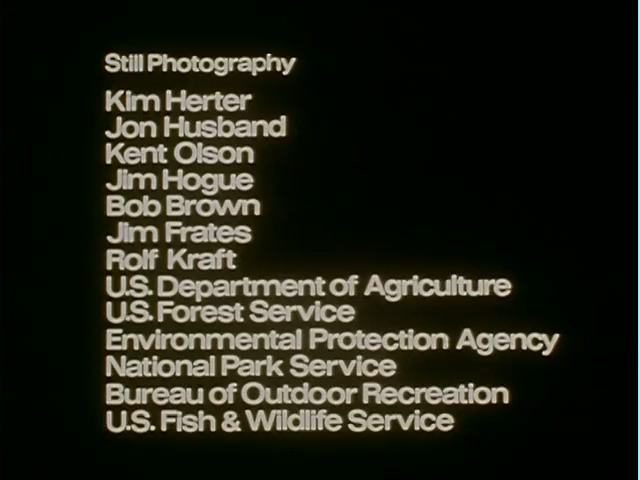 Still Photography
Kim Herter
Jon Husband
Kent Olson
Jim Hogue
Bob Brown
Jim Frates
Rolf Kraft
U.S. Department of Agriculture
U.S. Forest Service
Environmental Protection Agency
National Park Service
Bureau of Outdoor Recreation
U.S. Fish & Wildlife Service